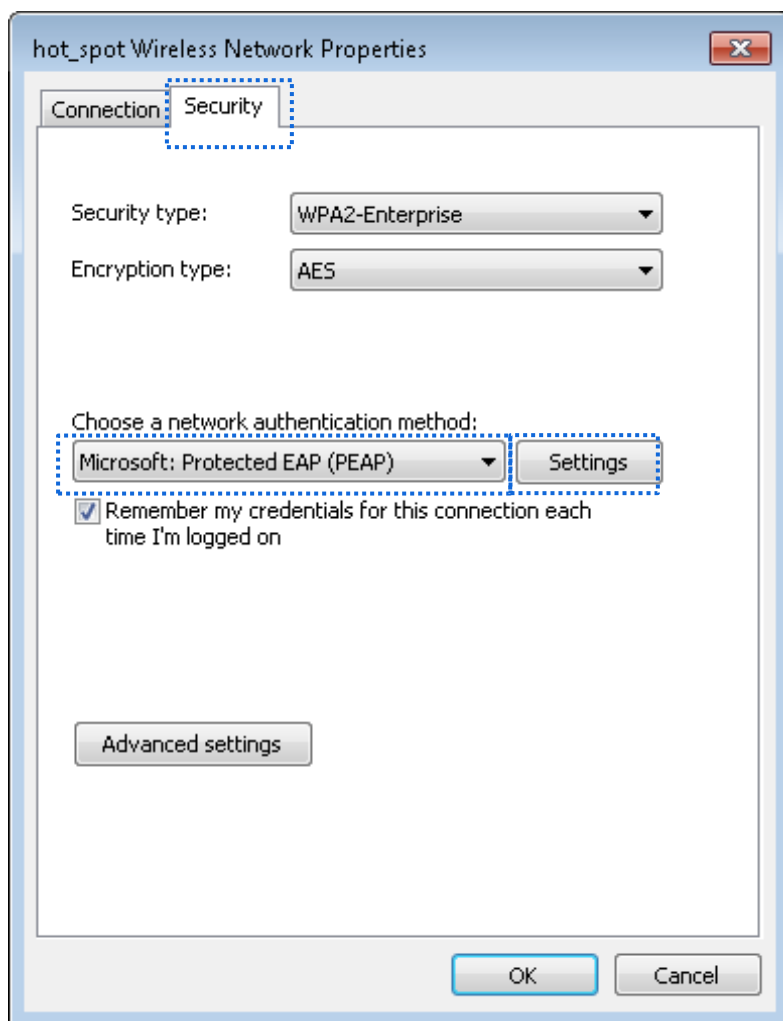 hot_spot Wireless Network Properties
Connection
Security
Security type:
WPA2-Enterprise
Encryption type:
AES
Choose a network authentication method:
Microsoft: Protected EAP (PEAP)
Settings
Remember my credentials for this connection each
time I'm logged on
Advanced settings
OK
Cancel